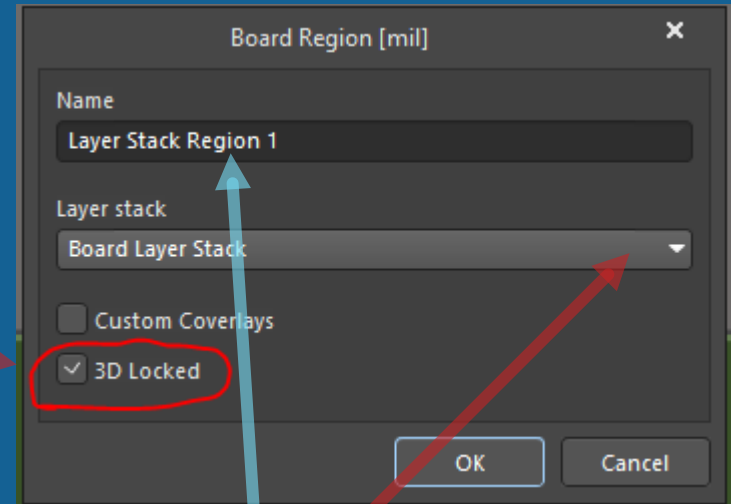 Board Region [mil]
Name
Layer Stack Region 1
Layer stack
Board Layer Stack
Custom Coverlays
3D Locked
OK Cancel